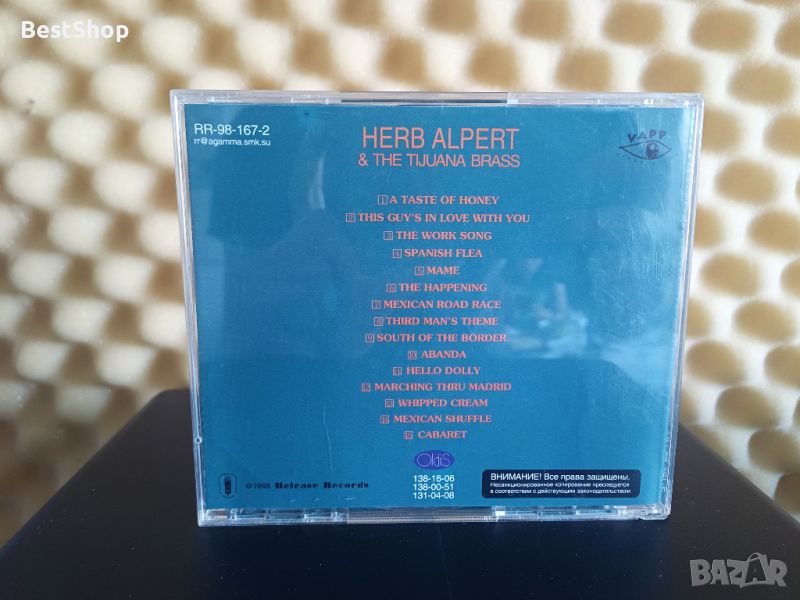 BestShop
RR-98-167-2
rr@agamma.smk.su
HERB ALPERT
& THE TIJUANA BRASS
VAPP
1 A TASTE OF HONEY
2 THIS GUY'S IN LOVE WITH YOU
3 THE WORK SONG
4 SPANISH FLEA
5 MAME
6 THE HAPPENING
7 MEXICAN ROAD RACE
8 THIRD MAN'S THEME
9 SOUTH OF THE BORDER
10 ABANDA
11 HELLO DOLLY
12 MARCHING THRU MADRID
13 WHIPPED CREAM
14 MEXICAN SHUFFLE
15 CABARET
OldiS
©1998 Release Records
138-16-06
138-00-51
131-04-08
ВНИМАНИЕ! Все права защищены.
Несанкционированное копирование преследуется
в соответствии с действующим законодательством.
BAZAR